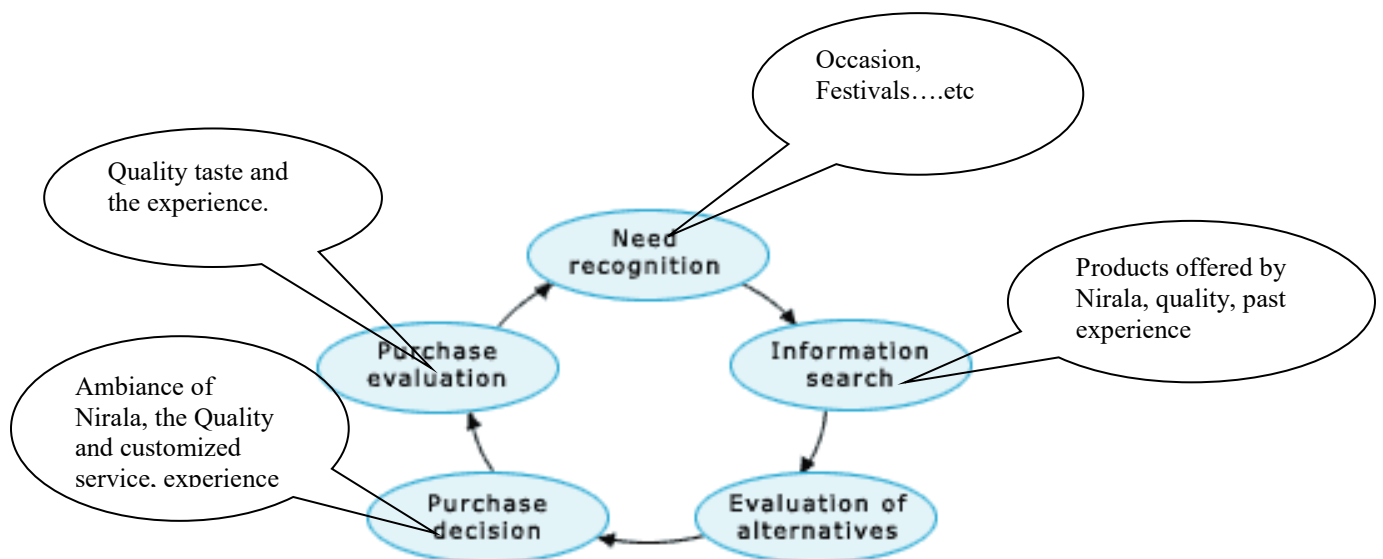 Occasion,
Festivals….etc
Quality taste and
the experience.
Need
recognition
Products offered by
Nirala, quality, past
experience
Information
search
Purchase
evaluation
Ambiance of
Nirala, the Quality
and customized
service, experience
Purchase
decision
Evaluation of
alternatives